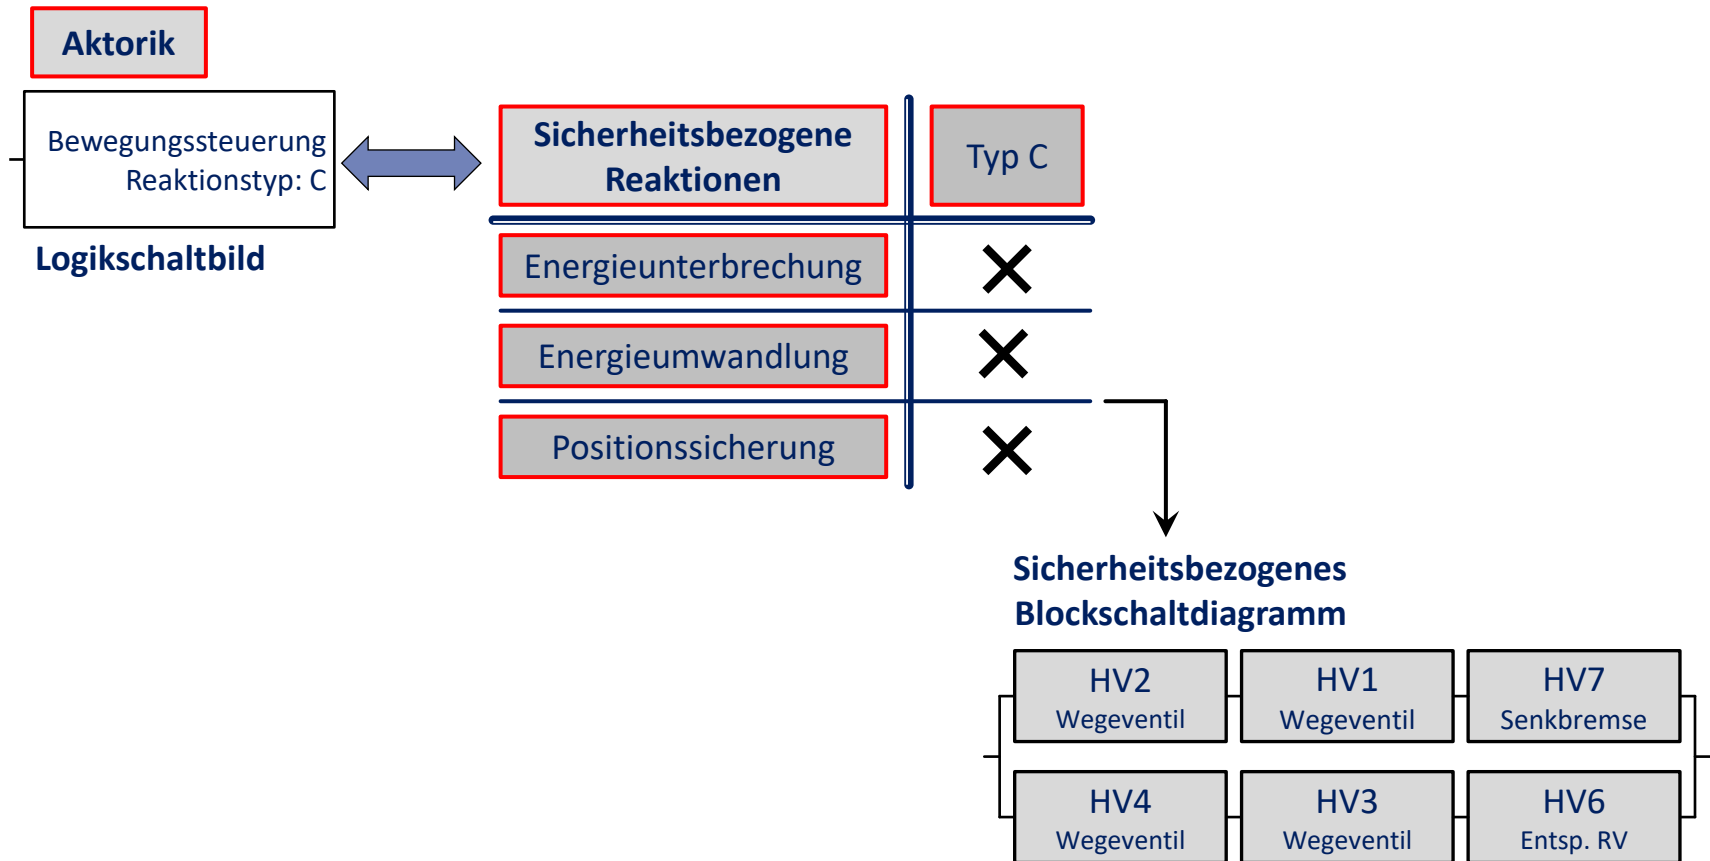 Aktorik
Bewegungssteuerung
Reaktionstyp: C
Logikschaltbild
Sicherheitsbezogene
Reaktionen
Typ C
Energieunterbrechung
Energieumwandlung
Positionssicherung
Sicherheitsbezogenes
Blockschaltdiagramm
HV2
Wegeventil
HV1
Wegeventil
HV7
Senkbremse
HV4
Wegeventil
HV3
Wegeventil
HV6
Entsp. RV